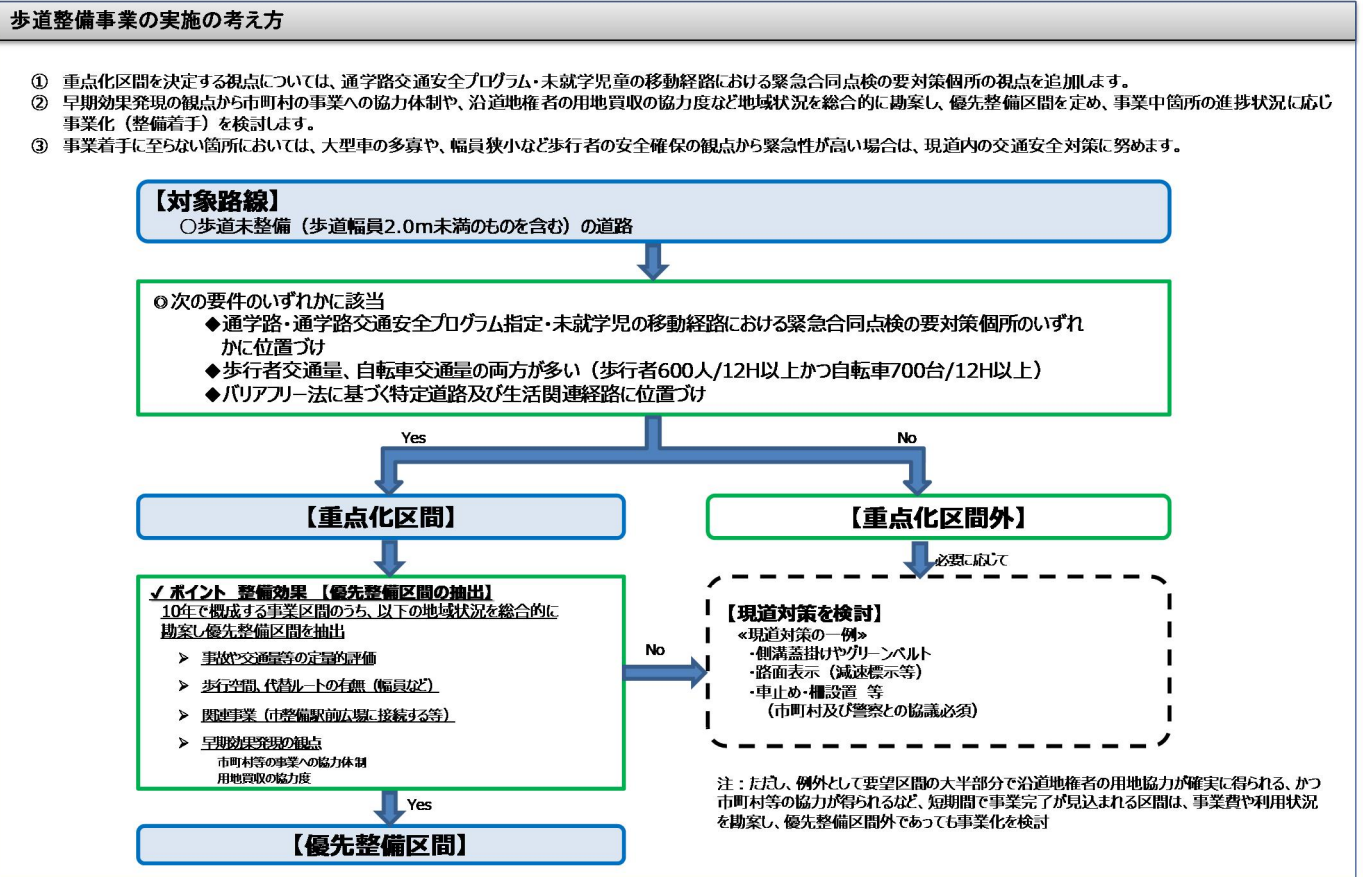 歩道整備事業の実施の考え方
① 重点化区間を決定する視点については、通学路交通安全プログラム・未就学児童の移動経路における緊急合同点検の要対策個所の視点を追加します。
② 早期効果発現の観点から市町村の事業への協力体制や、沿道地権者の用地買収の協力度など地域状況を総合的に勘案し、優先整備区間を定め、事業中箇所の進捗状況に応じ
事業化（整備着手）を検討します。
③ 事業着手に至らない箇所においては、大型車の多寡や、幅員狭小など歩行者の安全確保の観点から緊急性が高い場合は、現道内の交通安全対策に努めます。
【対象路線】
○歩道未整備（歩道幅員2.0m未満のものを含む）の道路
◎次の要件のいずれかに該当
◆通学路・通学路交通安全プログラム指定・未就学児の移動経路における緊急合同点検の要対策個所のいずれ
かに位置づけ
◆歩行者交通量、自転車交通量の両方が多い（歩行者600人/12H以上かつ自転車700台/12H以上）
◆バリアフリー法に基づく特定道路及び生活関連経路に位置づけ
Yes
No
【重点化区間】
【重点化区間外】
必要に応じて
✓ ポイント 整備効果 【優先整備区間の抽出】
10年で概成する事業区間のうち、以下の地域状況を総合的に
勘案し優先整備区間を抽出
➢ 事故や交通量等の定量的評価
➢ 歩行空間、代替ルートの有無（幅員など）
➢ 関連事業（市整備駅前広場に接続する等）
➢ 早期効果発現の観点
市町村等の事業への協力体制
用地買収の協力度
No
【現道対策を検討】
≪現道対策の一例≫
・側溝蓋掛けやグリーンベルト
・路面表示（減速標示等）
・車止め・柵設置 等
（市町村及び警察との協議必須）
注：ただし、例外として要望区間の大半部分で沿道地権者の用地協力が確実に得られる、かつ
市町村等の協力が得られるなど、短期間で事業完了が見込まれる区間は、事業費や利用状況
を勘案し、優先整備区間外であっても事業化を検討
Yes
【優先整備区間】